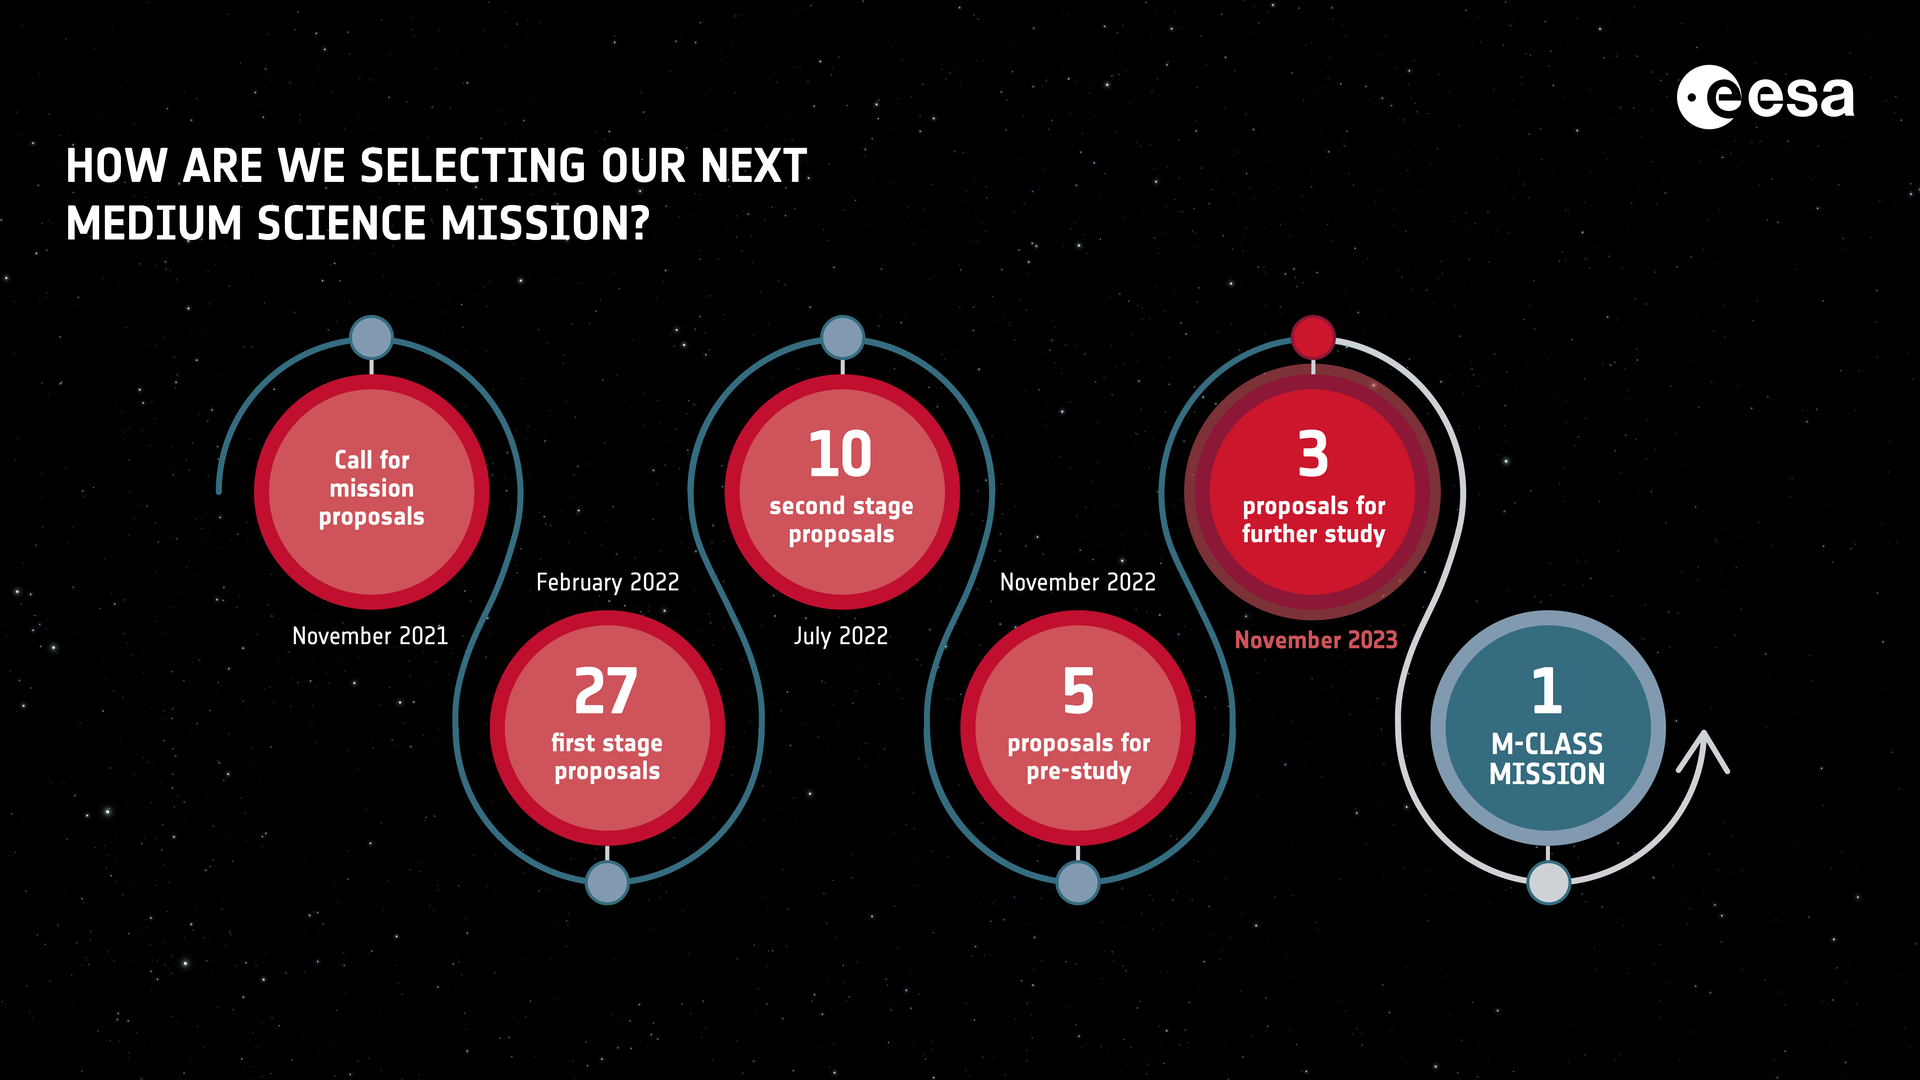 esa
HOW ARE WE SELECTING OUR NEXT
MEDIUM SCIENCE MISSION?
Call for
mission
proposals
November 2021
February 2022
27
first stage
proposals
10
second stage
proposals
July 2022
November 2022
5
proposals for
pre-study
3
proposals for
further study
November 2023
1
M-CLASS
MISSION